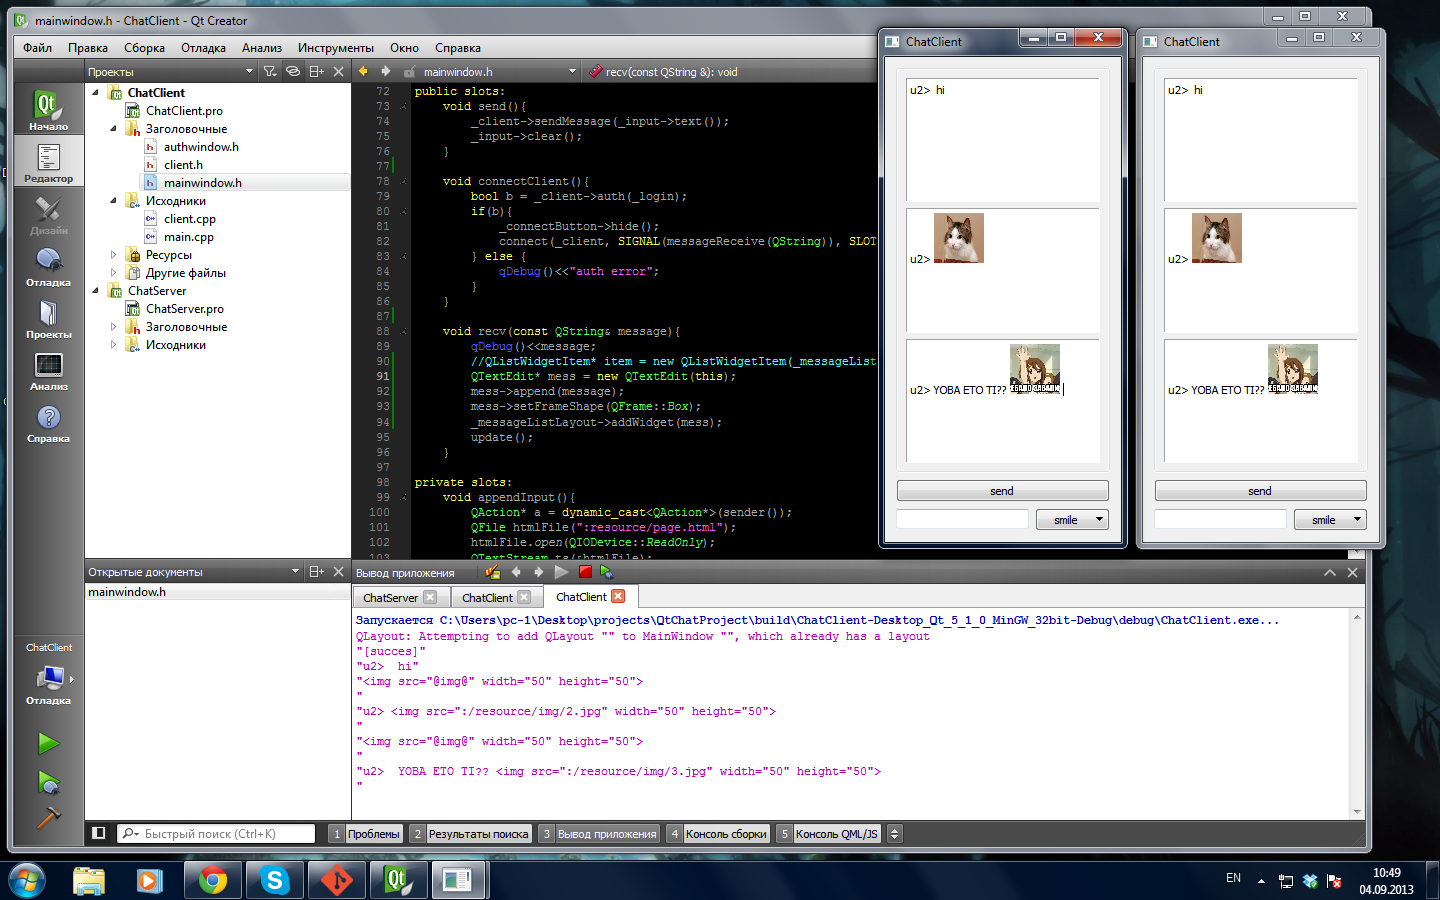 mainwindow.h - ChatClient - Qt Creator
Файл Правка Сборка Отладка Анализ Инструменты Окно Справка
Проекты
mainwindow.h
recv(const QString &): void
Начало
Редактор
Дизайн
Отладка
Проекты
Анализ
Справка
ChatClient
Отладка
ChatClient
ChatClient.pro
Заголовочные
authwindow.h
client.h
mainwindow.h
Исходники
client.cpp
main.cpp
Ресурсы
Другие файлы
ChatServer
ChatServer.pro
Заголовочные
Исходники
Открытые документы
mainwindow.h
72 public slots:
73 void send(){
74 _client->sendMessage(_input->text());
75 _input->clear();
76 }
77
78 void connectClient(){
79 bool b = _client->auth(_login);
80 if(b){
81 _connectButton->hide();
82 connect(_client, SIGNAL(messageReceive(QString)), SLOT
83 } else {
84 qDebug()<<"auth error";
85 }
86 }
87
88 void recv(const QString& message){
89 qDebug()<<message;
90 //QListWidgetItem* item = new QListWidgetItem(_messageList
91 QTextEdit* mess = new QTextEdit(this);
92 mess->append(message);
93 mess->setFrameShape(QFrame::Box);
94 _messageListLayout->addWidget(mess);
95 update();
96 }
97
98 private slots:
99 void appendInput(){
100 QAction* a = dynamic_cast<QAction*>(sender());
101 QFile htmlFile(":resource/page.html");
102 htmlFile.open(QIODevice::ReadOnly);
103 QTextStream ts(&htmlFile);
ChatClient
u2> hi
u2>
u2> YOBA ETO TI??
send
smile
ChatClient
u2> hi
u2>
u2> YOBA ETO TI??
send
smile
Вывод приложения
ChatServer ChatClient ChatClient
Запускается C:\Users\pc-1\Desktop\projects\QtChatProject\build\ChatClient-Desktop_Qt_5_1_0_MinGW_32bit-Debug\debug\ChatClient.exe...
QLayout: Attempting to add QLayout "" to MainWindow "", which already has a layout
"[succes]"
"u2>  hi"
"<img src="@img@" width="50" height="50">
"
"u2> <img src=":/resource/img/2.jpg" width="50" height="50">
"
"<img src="@img@" width="50" height="50">
"
"u2>  YOBA ETO TI?? <img src=":/resource/img/3.jpg" width="50" height="50">
"
Быстрый поиск (Ctrl+K)
1 Проблемы 2 Результаты поиска 3 Вывод приложения 4 Консоль сборки 5 Консоль QML/JS
EN
10:49
04.09.2013